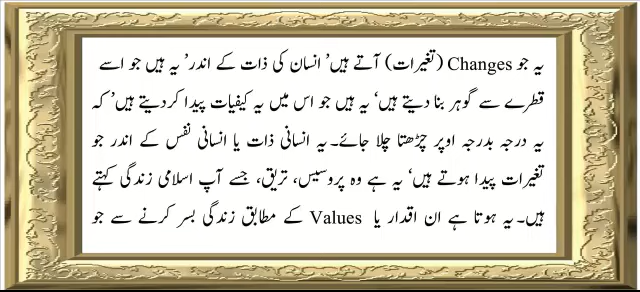 یہ جو Changes (تغیرات) آتے ہیں’ انسان کی ذات کے اندر’ یہ ہیں جو اسے
قطرے سے گوہر بنا دیتے ہیں‘ یہ ہیں جو اس میں یہ کیفیات پیدا کر دیتے ہیں’ کہ
یہ درجہ بدرجہ اوپر چڑھتا چلا جائے۔ یہ انسانی ذات یا انسانی نفس کے اندر جو
تغیرات پیدا ہوتے ہیں‘ یہ ہے وہ پروسیس، تریق، جسے آپ اسلامی زندگی کہتے
ہیں۔ یہ ہوتا ہے ان اقدار یا Values کے مطابق زندگی بسر کرنے سے جو